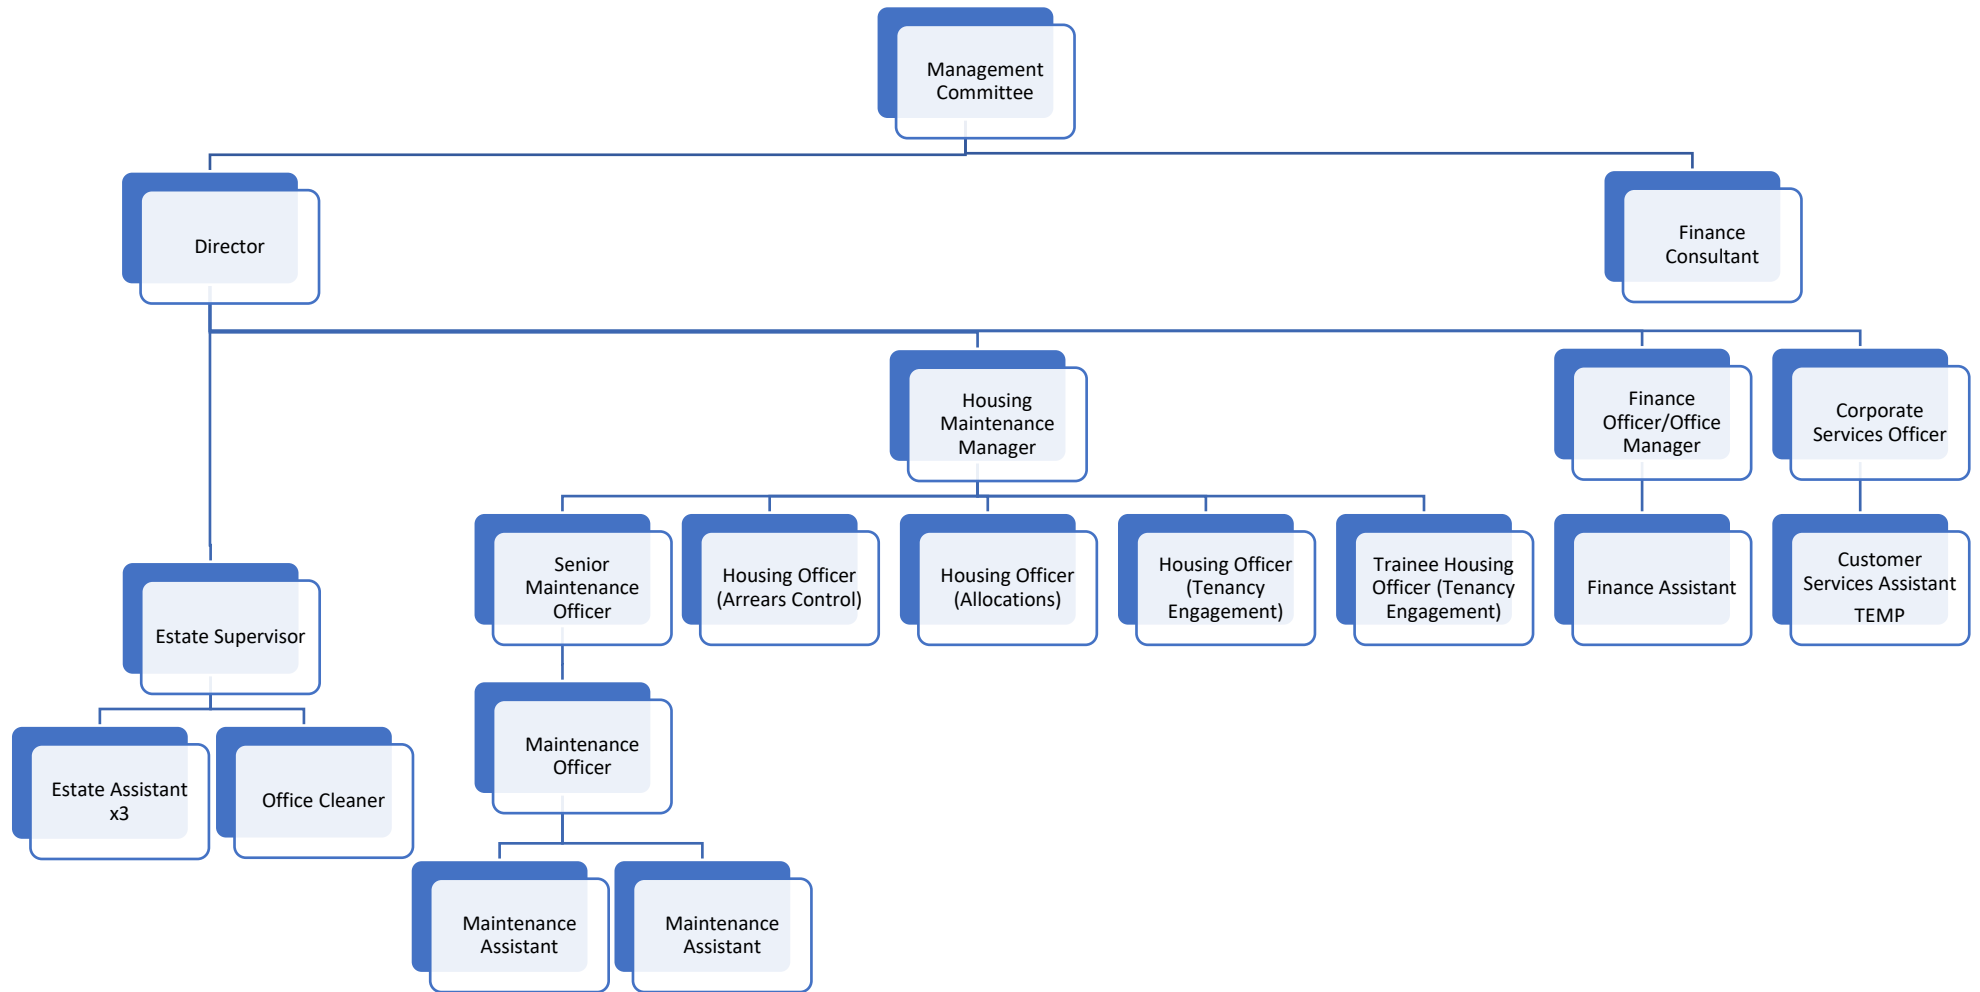 Management
Committee
Director
Finance
Consultant
Housing
Maintenance
Manager
Finance
Officer/Office
Manager
Corporate
Services Officer
Senior
Maintenance
Officer
Housing Officer
(Arrears Control)
Housing Officer
(Allocations)
Housing Officer
(Tenancy
Engagement)
Trainee Housing
Officer (Tenancy
Engagement)
Finance Assistant
Customer
Services Assistant
TEMP
Estate Supervisor
Maintenance
Officer
Estate Assistant
x3
Office Cleaner
Maintenance
Assistant
Maintenance
Assistant